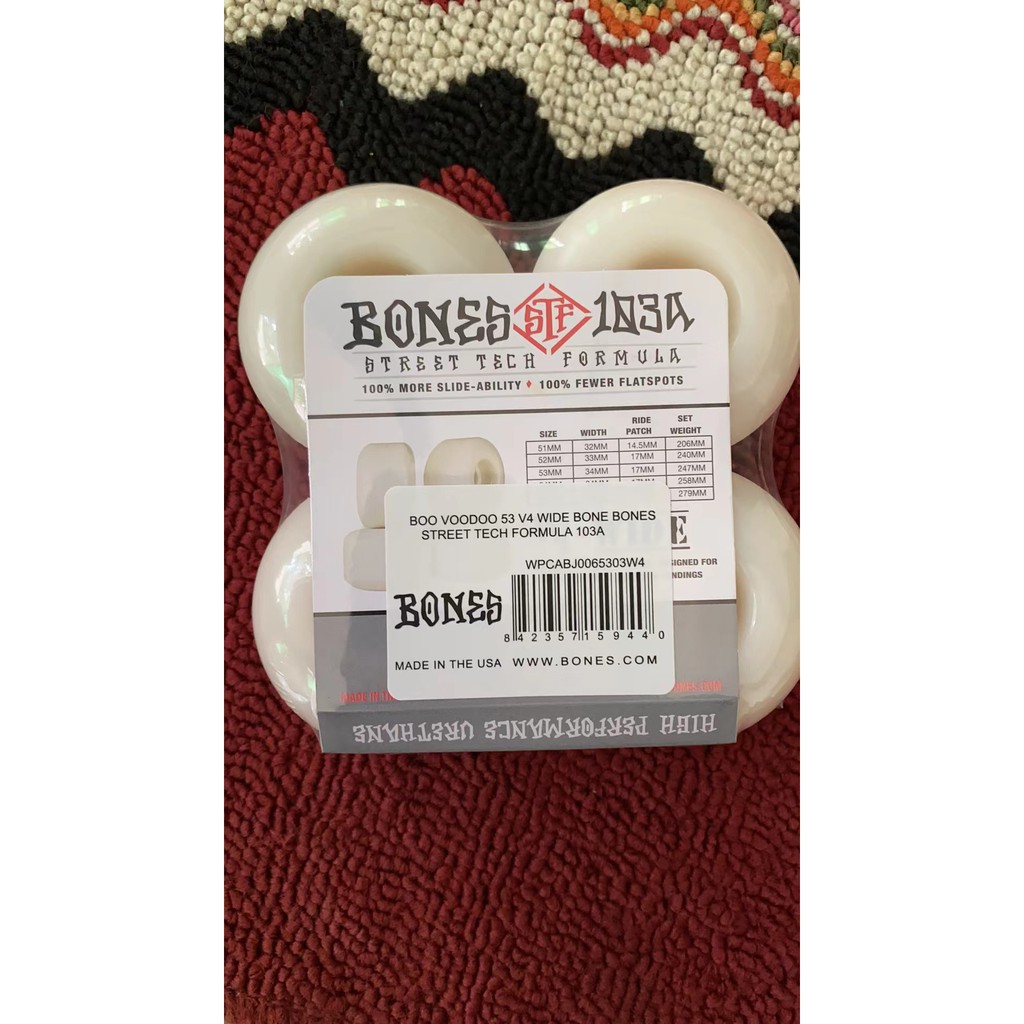 BONES STF 103A
STREET TECH FORMULA
100% MORE SLIDE-ABILITY ♦ 100% FEWER FLATSPOTS
SIZE WIDTH RIDE PATCH SET WEIGHT
51MM 32MM 14.5MM 206MM
52MM 33MM 17MM 240MM
53MM 34MM 17MM 247MM
17MM 258MM
279MM
BOO VOODOO 53 V4 WIDE BONE BONES
STREET TECH FORMULA 103A
WPCABJ0065303W4
BONES
8 42357 15944 0
MADE IN THE USA WWW.BONES.COM
MADE IN
HIGH PERFORMANCE URETHANE